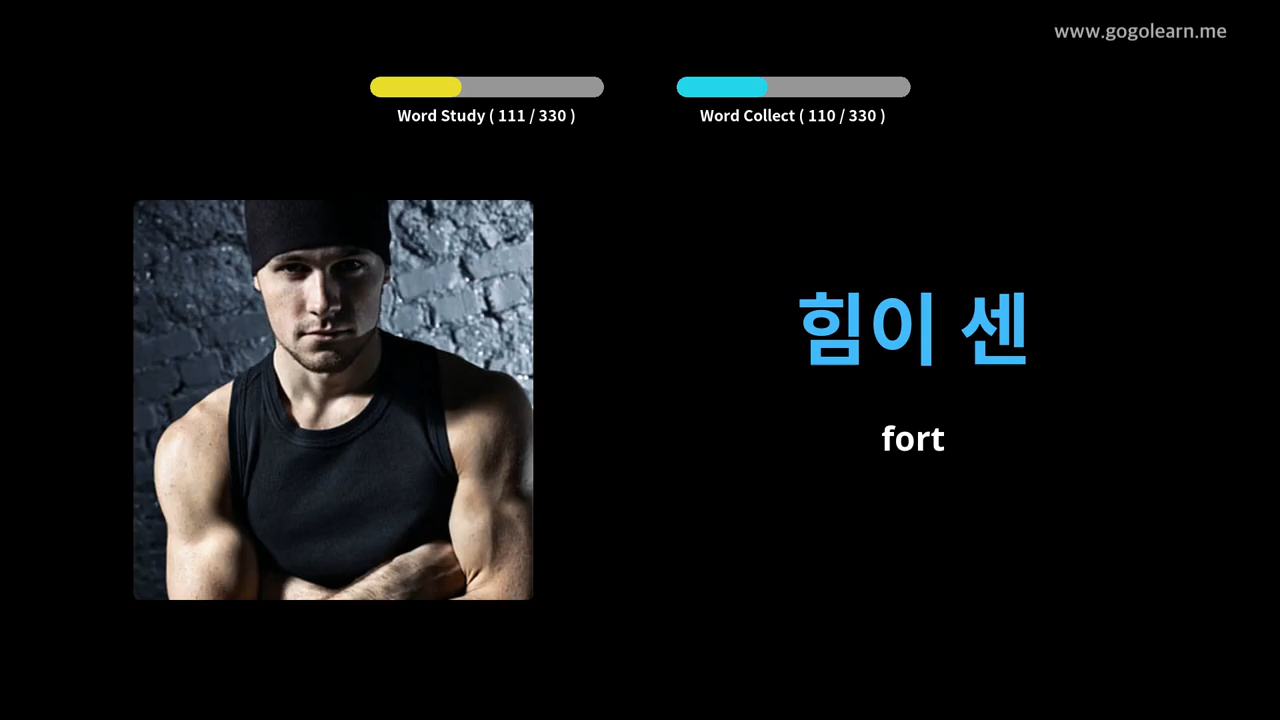 www.gogolearn.me
Word Study ( 111 / 330 )
Word Collect ( 110 / 330 )
힘이 센
fort